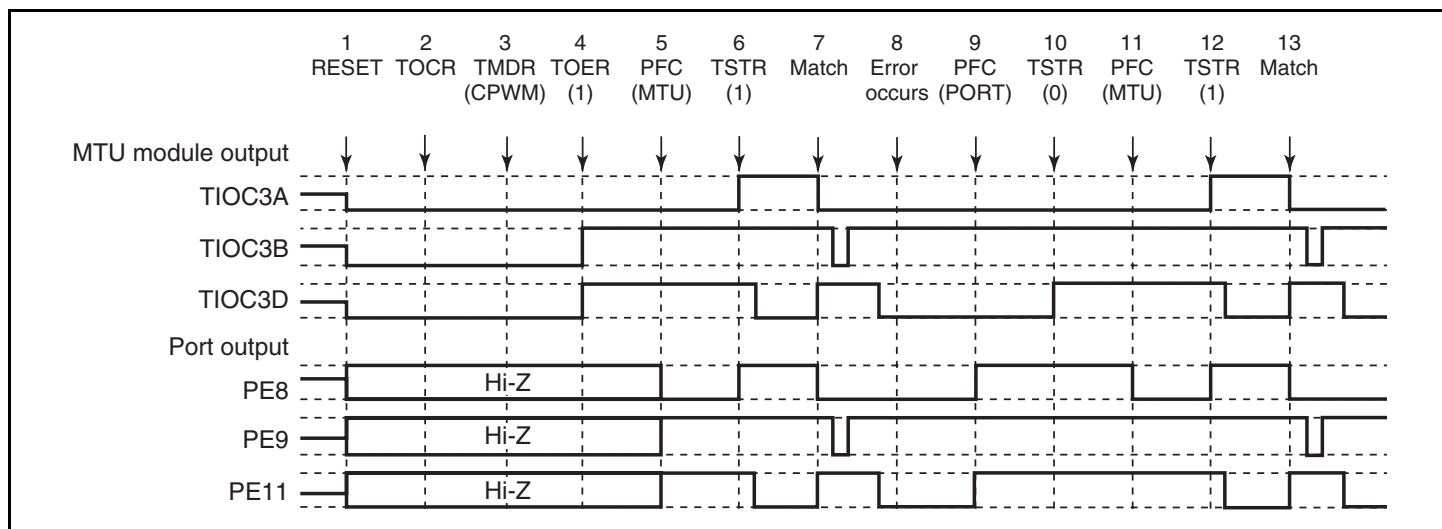 1 2 3 4 5 6 7 8 9 10 11 12 13
RESET TOCR TMDR TOER PFC TSTR Match Error PFC TSTR PFC TSTR Match
(CPWM) (1) (MTU) (1) occurs (PORT) (0) (MTU) (1)
MTU module output
TIOC3A
TIOC3B
TIOC3D
Port output
PE8 Hi-Z
PE9 Hi-Z
PE11 Hi-Z